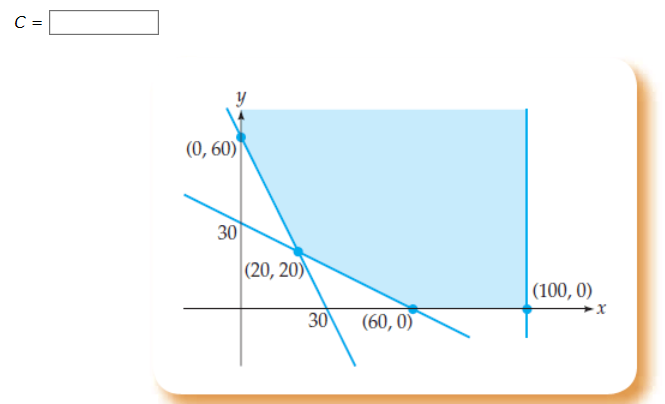 C =
y
(0, 60)
30
(20, 20)
(100, 0)
x
30
(60, 0)